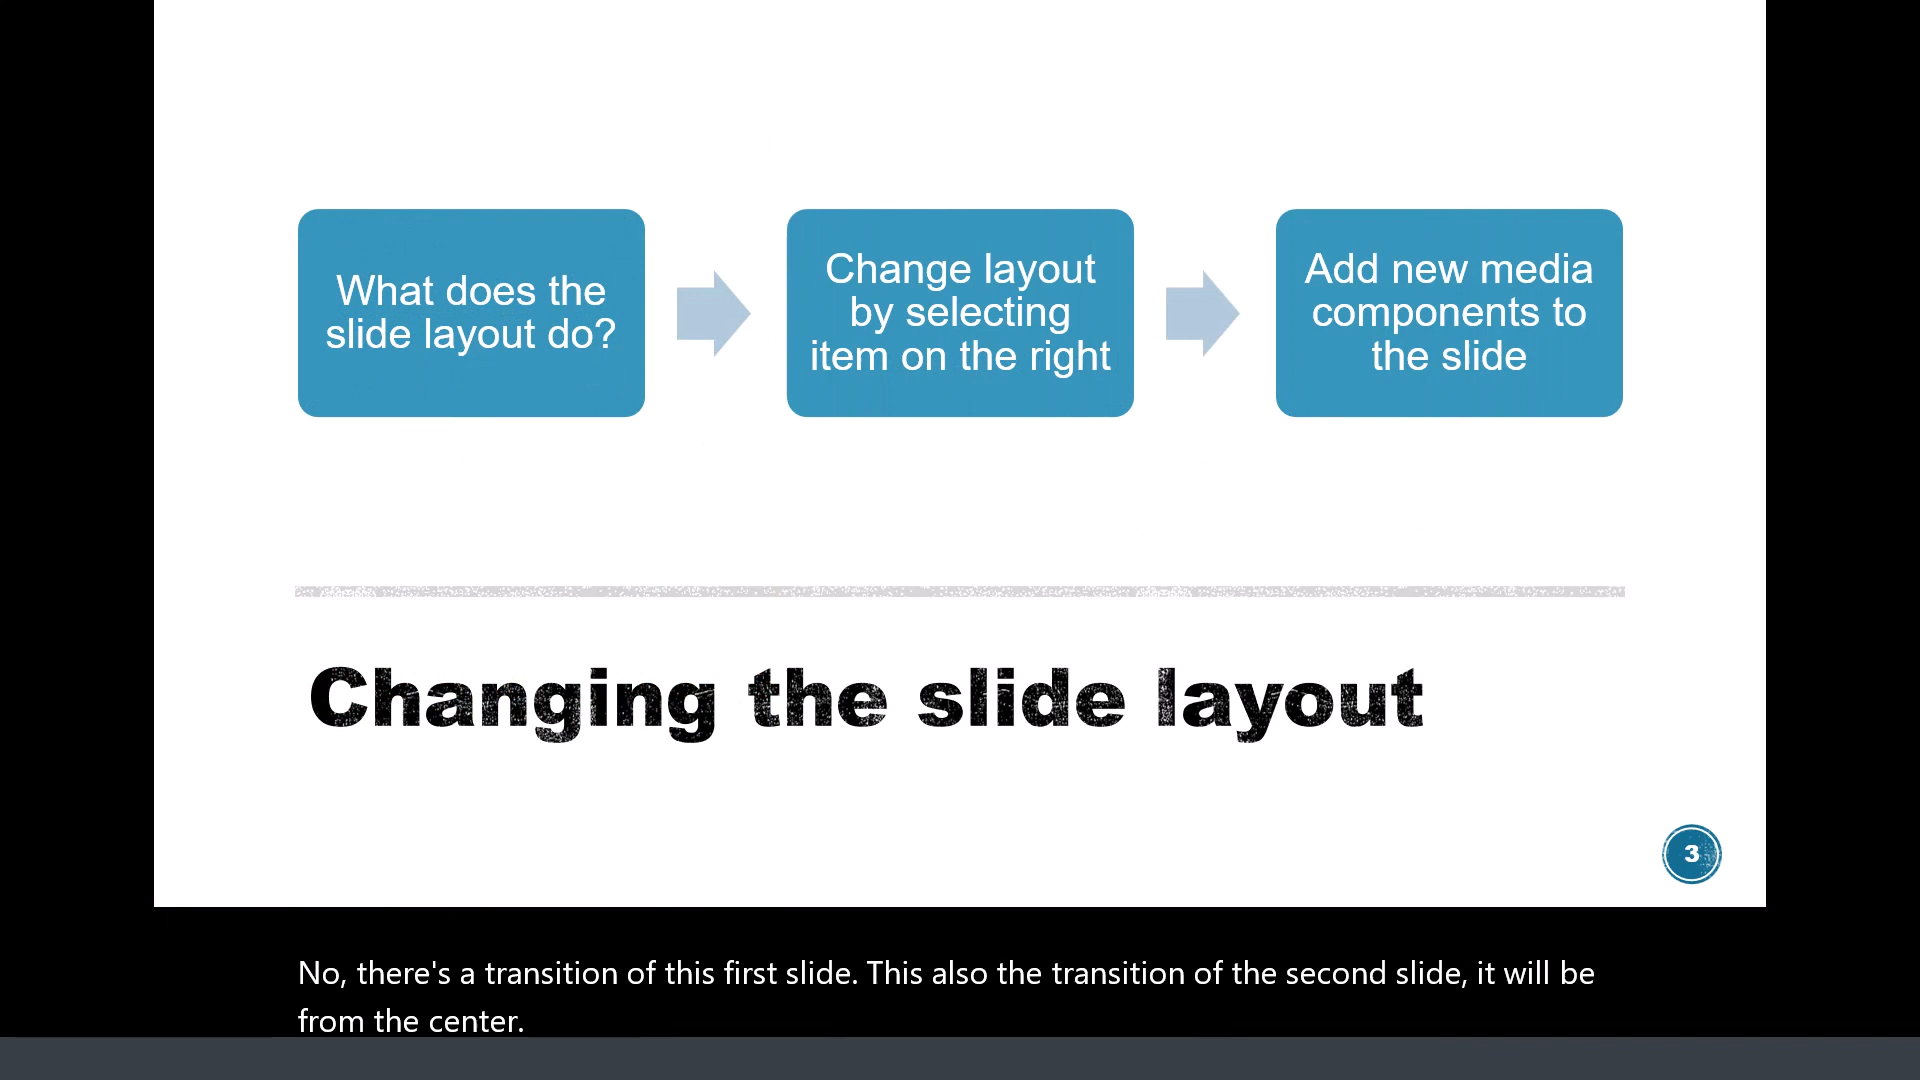 What does the
slide layout do?
Change layout
by selecting
item on the right
Add new media
components to
the slide
Changing the slide layout
3
No, there's a transition of this first slide. This also the transition of the second slide, it will be
from the center.